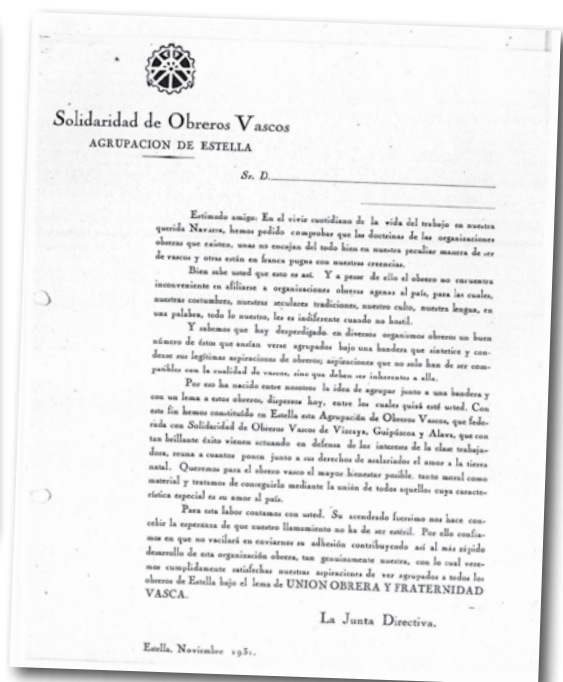 Solidaridad de Obreros Vascos
AGRUPACION DE ESTELLA
Sr. D.
Estimado amigo: En el vivir cuotidiano de la vida del trabajo en nuestra
querida Navarra, hemos podido comprobar que las doctrinas de las organizaciones
obreras que existen, unas no encajan del todo bien en nuestra peculiar manera de ser
de vascos y otras están en franca pugna con nuestras creencias.
Bien sabe usted que esto es así. Y a pesar de ello el obrero no encuentra
inconveniente en afiliarse a organizaciones obreras agenas al país, para las cuales,
nuestras costumbres, nuestras seculares tradiciones, nuestro culto, nuestra lengua, en
una palabra, todo lo nuestro, les es indiferente cuando no hostil.
Y sabemos que hay desperdigado en diversos organismos obreros un buen
número de éstos que ansían verse agrupados bajo una bandera que sintetice y con-
dense sus legítimas aspiraciones de obreros; aspiraciones que no solo han de ser com-
patibles con la cualidad de vascos, sino que deben ser inherentes a ella.
Por eso ha nacido entre nosotros la idea de agrupar junto a una bandera y
con un lema a estos obreros, dispersos hoy, entre los cuales quizá esté usted. Con
este fin hemos constituído en Estella esta Agrupación de Obreros Vascos, que fede-
rada con Solidaridad de Obreros Vascos de Vizcaya, Guipúzcoa y Alava, que con
tan brillante éxito vienen actuando en defensa de los intereses de la clase trabaja-
dora, reuna a cuantos ponen junto a sus derechos de asalariados el amor a la tierra
natal. Queremos para el obrero vasco el mayor bienestar posible, tanto moral como
material y tratamos de conseguirlo mediante la unión de todos aquellos cuya caracte-
rística especial es su amor al país.
Para esta labor contamos con usted. Su acendrado fuerismo nos hace con-
cebir la esperanza de que nuestro llamamiento no ha de ser estéril. Por ello confia-
mos en que no vacilará en enviarnos su adhesión contribuyendo así al más rápido
desarrollo de esta organización obrera, tan genuinamente nuestra, con lo cual vere-
mos cumplidamente satisfechas nuestras aspiraciones de ver agrupados a todos los
obreros de Estella bajo el lema de UNION OBRERA Y FRATERNIDAD
VASCA.
La Junta Directiva.
Estella, Noviembre 1931.